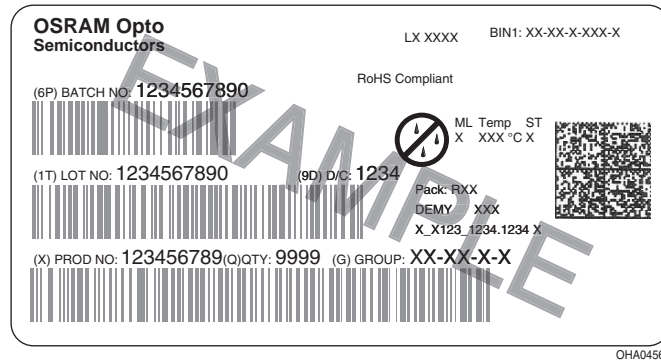 OSRAM Opto
Semiconductors
LX XXXX
BIN1: XX-XX-X-XXX-X
RoHS Compliant
(6P) BATCH NO: 1234567890
ML Temp ST
X XXX °C X
(1T) LOT NO: 1234567890 (9D) D/C: 1234
Pack: RXX
DEMY XXX
X_X123_1234.1234 X
(X) PROD NO: 123456789(Q)QTY: 9999 (G) GROUP: XX-XX-X-X
EXAMPLE
OHA0456